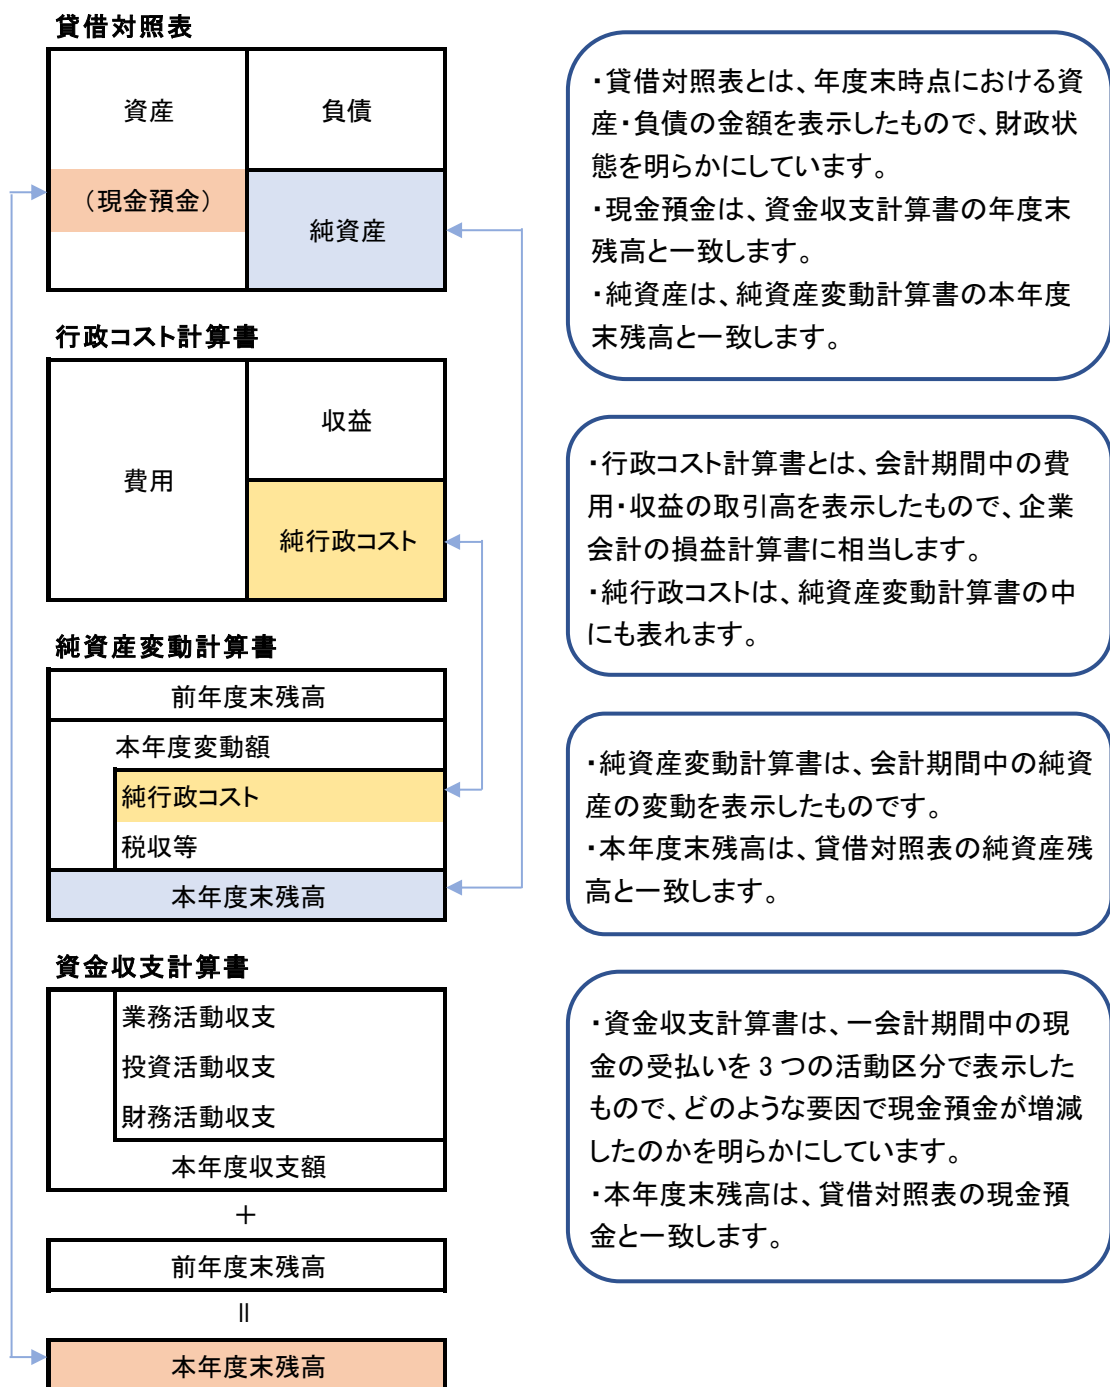 貸借対照表
資産
負債
（現金預金）
純資産
・貸借対照表とは、年度末時点における資
産・負債の金額を表示したもので、財政状
態を明らかにしています。
・現金預金は、資金収支計算書の年度末
残高と一致します。
・純資産は、純資産変動計算書の本年度
末残高と一致します。
行政コスト計算書
費用
収益
純行政コスト
・行政コスト計算書とは、会計期間中の費
用・収益の取引高を表示したもので、企業
会計の損益計算書に相当します。
・純行政コストは、純資産変動計算書の中
にも表れます。
純資産変動計算書
前年度末残高
本年度変動額
純行政コスト
税収等
本年度末残高
・純資産変動計算書は、会計期間中の純資
産の変動を表示したものです。
・本年度末残高は、貸借対照表の純資産残
高と一致します。
資金収支計算書
業務活動収支
投資活動収支
財務活動収支
本年度収支額
＋
前年度末残高
＝
本年度末残高
・資金収支計算書は、一会計期間中の現
金の受払いを 3 つの活動区分で表示した
もので、どのような要因で現金預金が増減
したのかを明らかにしています。
・本年度末残高は、貸借対照表の現金預
金と一致します。